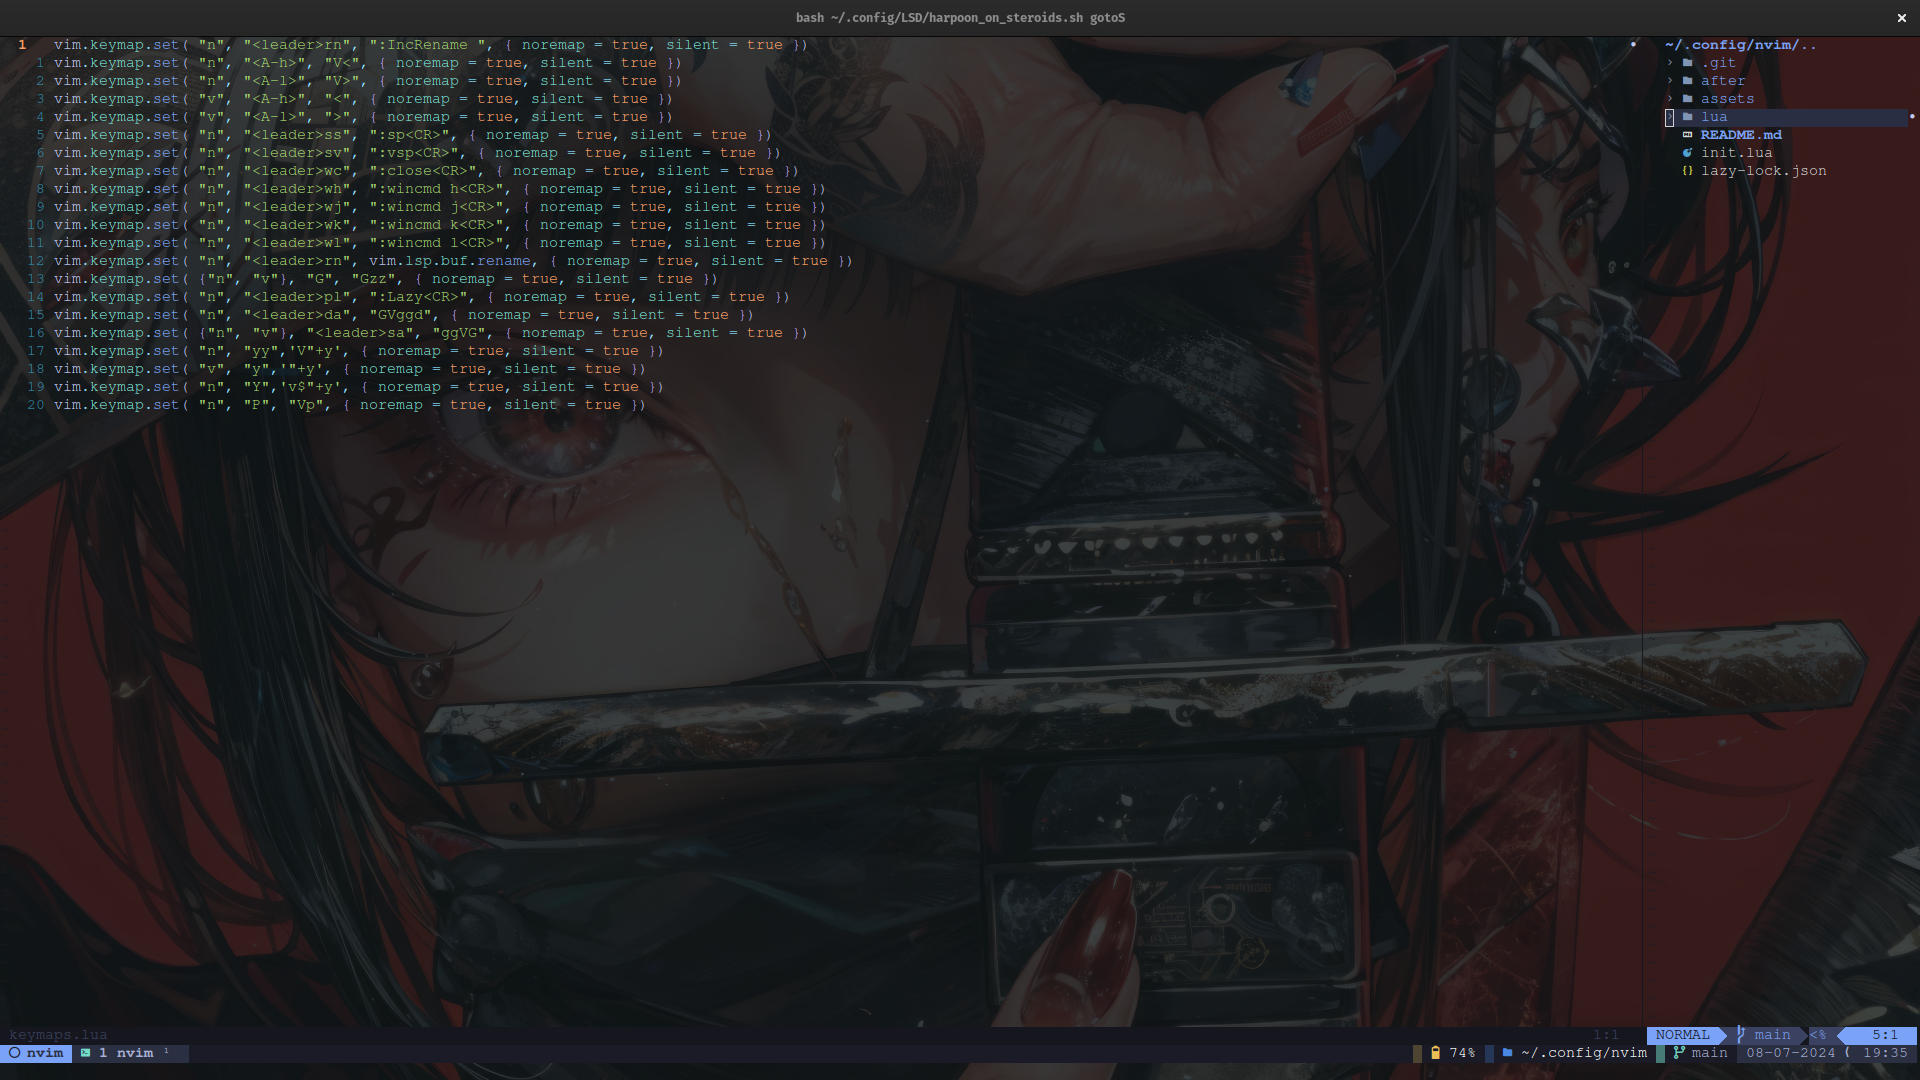 bash ~/.config/LSD/harpoon_on_steroids.sh gotoS
1 vim.keymap.set( "n", "<leader>rn", ":IncRename ", { noremap = true, silent = true })
1 vim.keymap.set( "n", "<A-h>", "V<", { noremap = true, silent = true })
2 vim.keymap.set( "n", "<A-l>", "V>", { noremap = true, silent = true })
3 vim.keymap.set( "v", "<A-h>", "<", { noremap = true, silent = true })
4 vim.keymap.set( "v", "<A-l>", ">", { noremap = true, silent = true })
5 vim.keymap.set( "n", "<leader>ss", ":sp<CR>", { noremap = true, silent = true })
6 vim.keymap.set( "n", "<leader>sv", ":vsp<CR>", { noremap = true, silent = true })
7 vim.keymap.set( "n", "<leader>wc", ":close<CR>", { noremap = true, silent = true })
8 vim.keymap.set( "n", "<leader>wh", ":wincmd h<CR>", { noremap = true, silent = true })
9 vim.keymap.set( "n", "<leader>wj", ":wincmd j<CR>", { noremap = true, silent = true })
10 vim.keymap.set( "n", "<leader>wk", ":wincmd k<CR>", { noremap = true, silent = true })
11 vim.keymap.set( "n", "<leader>wl", ":wincmd l<CR>", { noremap = true, silent = true })
12 vim.keymap.set( "n", "<leader>rn", vim.lsp.buf.rename, { noremap = true, silent = true })
13 vim.keymap.set( {"n", "v"}, "G", "Gzz", { noremap = true, silent = true })
14 vim.keymap.set( "n", "<leader>pl", ":Lazy<CR>", { noremap = true, silent = true })
15 vim.keymap.set( "n", "<leader>da", "GVggd", { noremap = true, silent = true })
16 vim.keymap.set( {"n", "v"}, "<leader>sa", "ggVG", { noremap = true, silent = true })
17 vim.keymap.set( "n", "yy",'V"+y', { noremap = true, silent = true })
18 vim.keymap.set( "v", "y",'"+y', { noremap = true, silent = true })
19 vim.keymap.set( "n", "Y",'v$"+y', { noremap = true, silent = true })
20 vim.keymap.set( "n", "P", "Vp", { noremap = true, silent = true })
~/.config/nvim/..
.git
after
assets
lua
README.md
init.lua
{} lazy-lock.json
keymaps.lua 1:1 NORMAL main <% 5:1
nvim 1 nvim ¹ 74% ~/.config/nvim main 08-07-2024 ⟨ 19:35